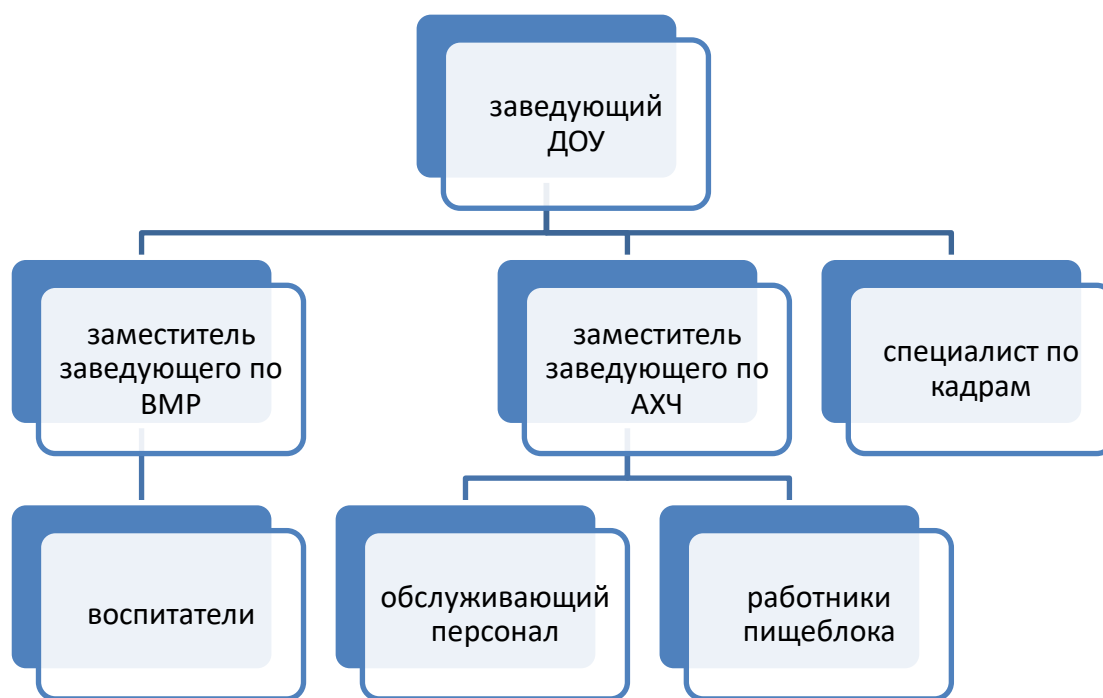 заведующий
ДОУ
заместитель
заведующего по
ВМР
заместитель
заведующего по
АХЧ
специалист по
кадрам
воспитатели
обслуживающий
персонал
работники
пищеблока